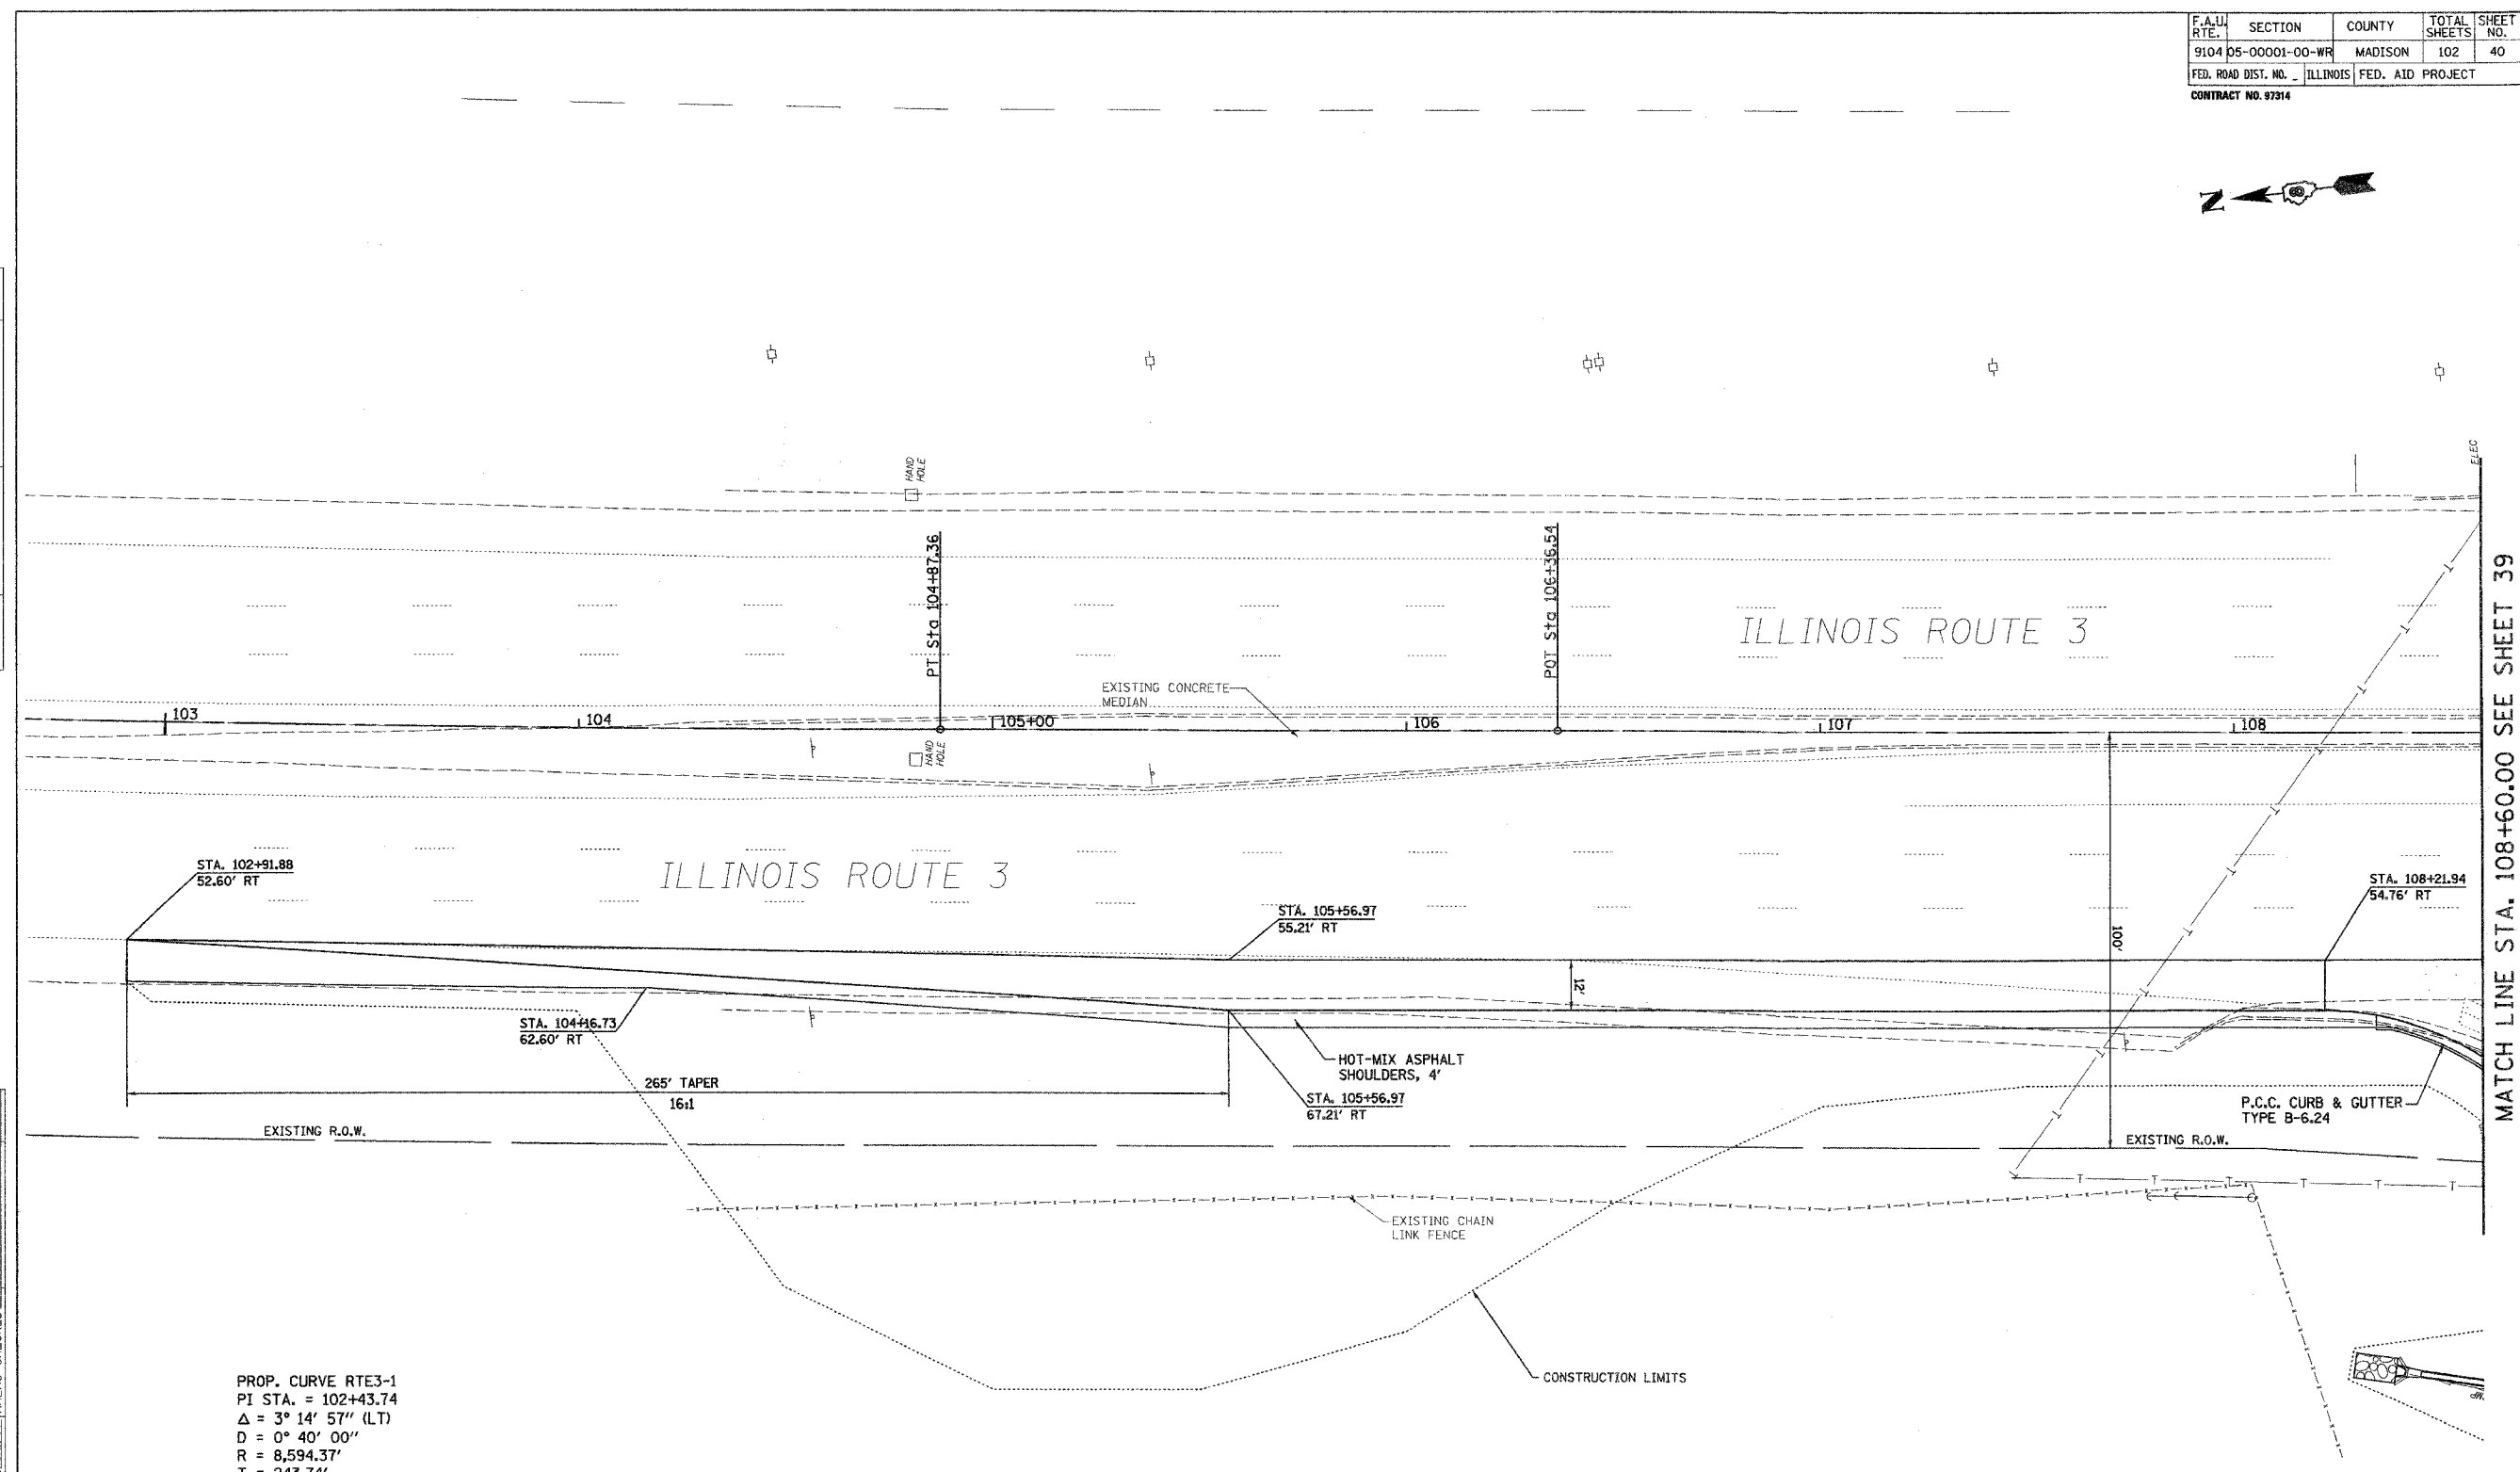 F.A.U. RTE. SECTION COUNTY TOTAL SHEETS SHEET NO.
9104 05-00001-00-WR MADISON 102 40
FED. ROAD DIST. NO. _ ILLINOIS FED. AID PROJECT
CONTRACT NO. 97314
N
HAND HOLE
ELEC
PT Sta 104+87.36
POT Sta 106+36.54
ILLINOIS ROUTE 3
EXISTING CONCRETE
MEDIAN
103
104
105+00
106
107
108
HAND HOLE
MATCH LINE STA. 108+60.00 SEE SHEET 39
STA. 102+91.88
52.60' RT
ILLINOIS ROUTE 3
STA. 105+56.97
55.21' RT
STA. 108+21.94
54.76' RT
100'
12'
STA. 104+16.73
62.60' RT
HOT-MIX ASPHALT
SHOULDERS, 4'
265' TAPER
16:1
STA. 105+56.97
67.21' RT
P.C.C. CURB & GUTTER
TYPE B-6.24
EXISTING R.O.W.
EXISTING R.O.W.
T T T T T T
EXISTING CHAIN
LINK FENCE
CONSTRUCTION LIMITS
PROP. CURVE RTE3-1
PI STA. = 102+43.74
Δ = 3° 14' 57" (LT)
D = 0° 40' 00"
R = 8,594.37'
T = 243.74'